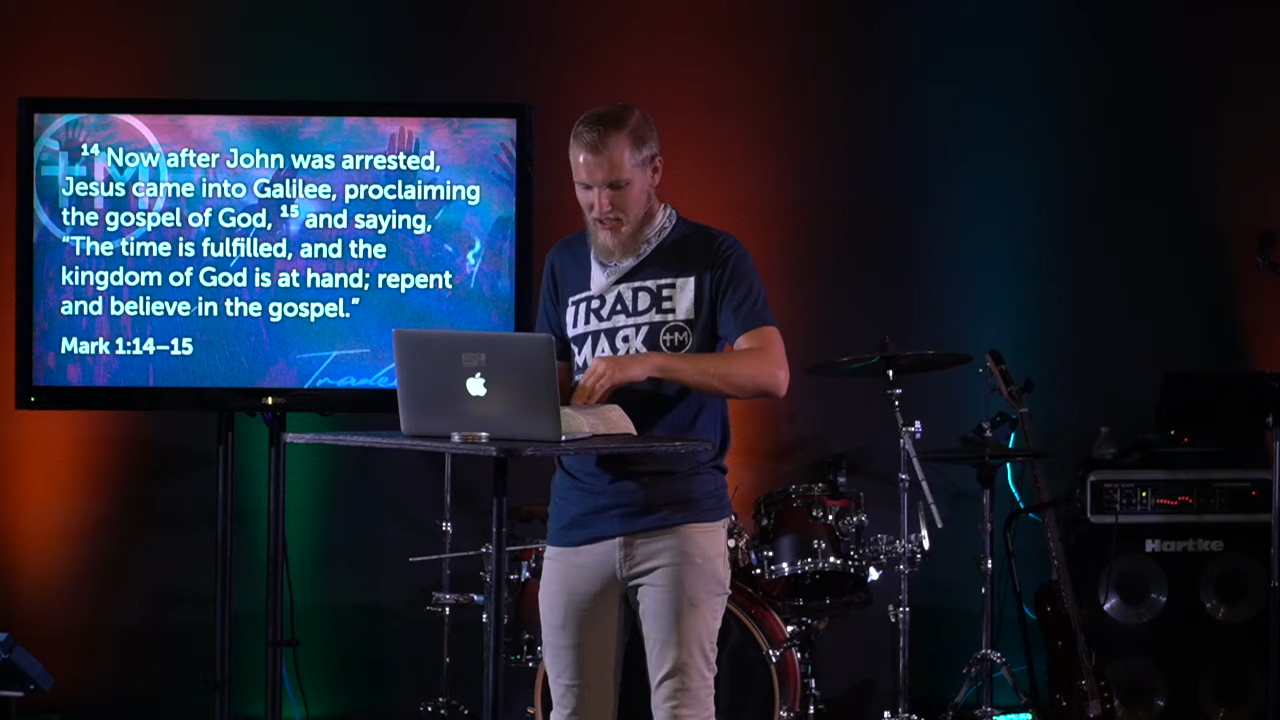 14 Now after John was arrested,
Jesus came into Galilee, proclaiming
the gospel of God, 15 and saying,
“The time is fulfilled, and the
kingdom of God is at hand; repent
and believe in the gospel.”
Mark 1:14–15
TRADE
MARK
+M
Hartke